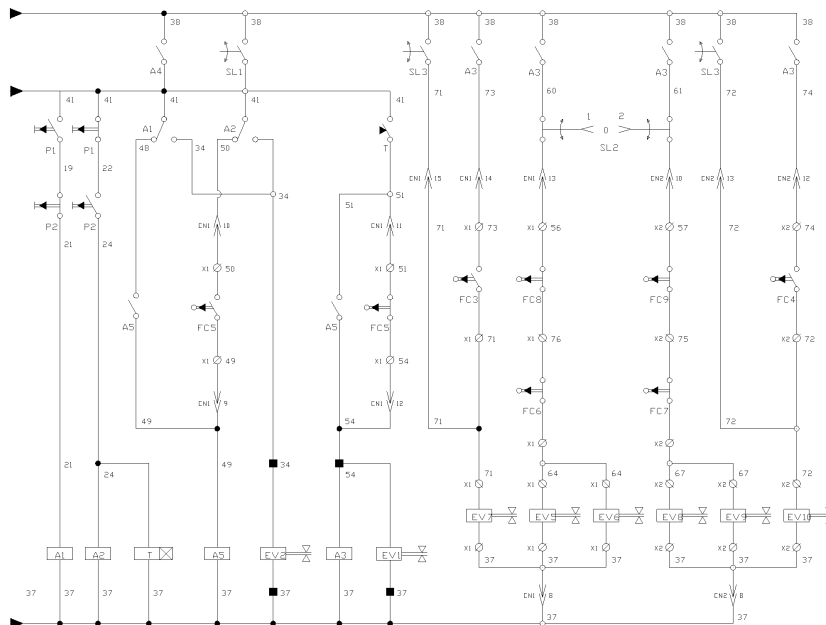 38 38 38 38 38 38 38 38
A4 SL1 SL3 A3 A3 A3 SL3 A3
41 41 41 41 41 71 73 60 61 72 74
1 0 2
SL2
P1 P1 A1 A2 T
48 34 50
19 22
CN1 15 CN1 14 CN1 13 CN2 10 CN2 13 CN2 12
34 51 51
P2 P2
21 24
CN1 10 CN1 11 71 X1 73 X1 56 X2 57 72 X2 74
X1 50 X1 51
FC3 FC8 FC9 FC4
A5 FC5 A5 FC5
X1 71 X1 76 X2 75 X2 72
X1 49 X1 54
CN1 9 CN1 12
FC6 FC7
49 54 71 72
X1 X2
21 24 49 34 54 71 64 64 67 67 72
X1 X1 X1 X2 X2 X2
EV7 EV5 EV6 EV8 EV9 EV10
X1 X1 X1 X2 X2 X2
A1 A2 T A5 EV2 A3 EV1
37 37 37 37 37 37
37 37 37 37 37 37 37 37
CN1 8 CN2 8
37 37